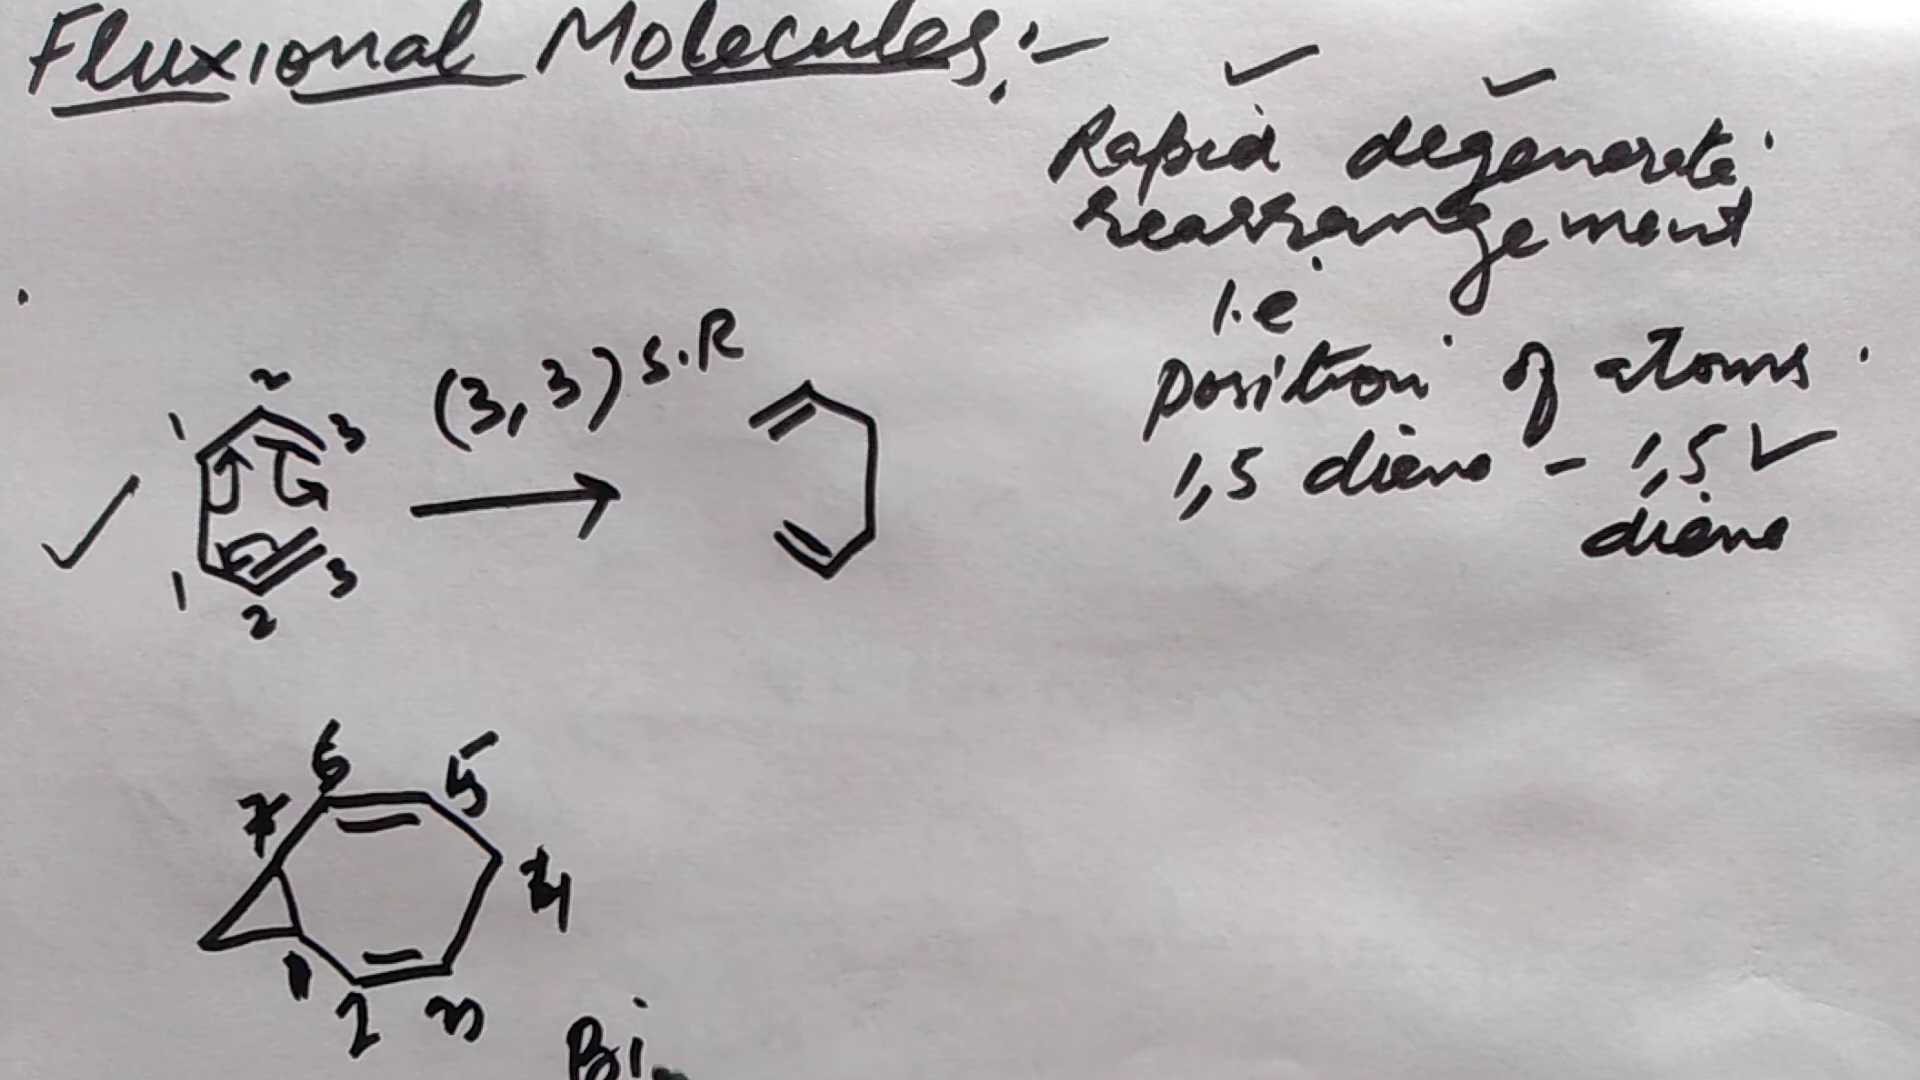 Fluxional Molecules:-
Rapid degenerate
rearrangement
i.e
position of atoms.
1,5 diene - 1,5
diene
(3,3) S.R
1 2 3
1 2 3
7 6 5
4
1 2 3
Bi